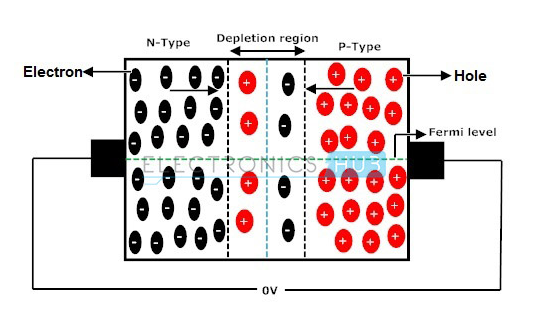 N-Type
Depletion region
P-Type
Electron
Hole
Fermi level
ELECTRONICS HUB
0V